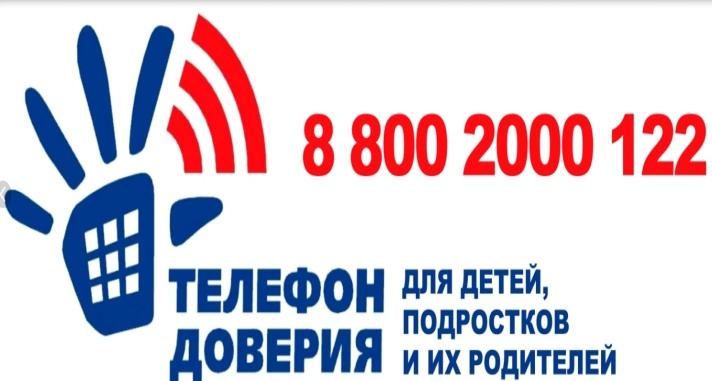 8 800 2000 122
ТЕЛЕФОН
ДОВЕРИЯ
ДЛЯ ДЕТЕЙ,
ПОДРОСТКОВ
И ИХ РОДИТЕЛЕЙ